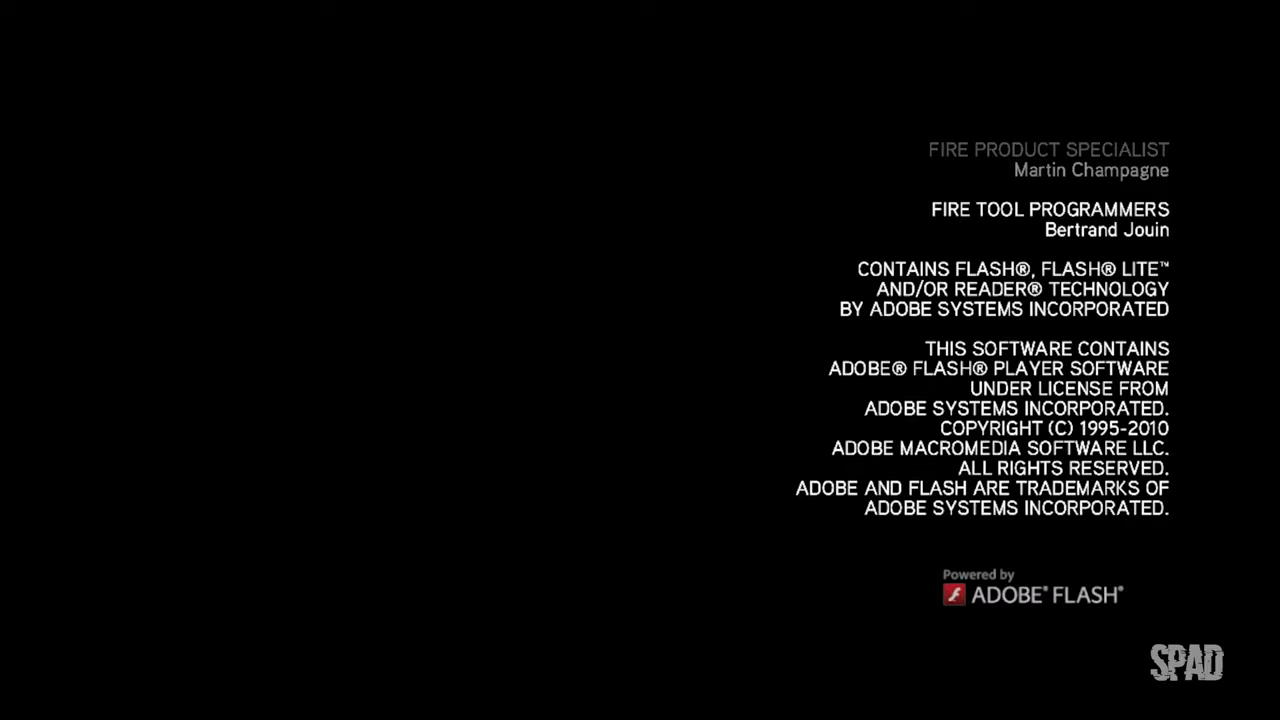 FIRE PRODUCT SPECIALIST
Martin Champagne
FIRE TOOL PROGRAMMERS
Bertrand Jouin
CONTAINS FLASH®, FLASH® LITE™
AND/OR READER® TECHNOLOGY
BY ADOBE SYSTEMS INCORPORATED
THIS SOFTWARE CONTAINS
ADOBE® FLASH® PLAYER SOFTWARE
UNDER LICENSE FROM
ADOBE SYSTEMS INCORPORATED.
COPYRIGHT (C) 1995-2010
ADOBE MACROMEDIA SOFTWARE LLC.
ALL RIGHTS RESERVED.
ADOBE AND FLASH ARE TRADEMARKS OF
ADOBE SYSTEMS INCORPORATED.
Powered by
ADOBE® FLASH®
SPAD